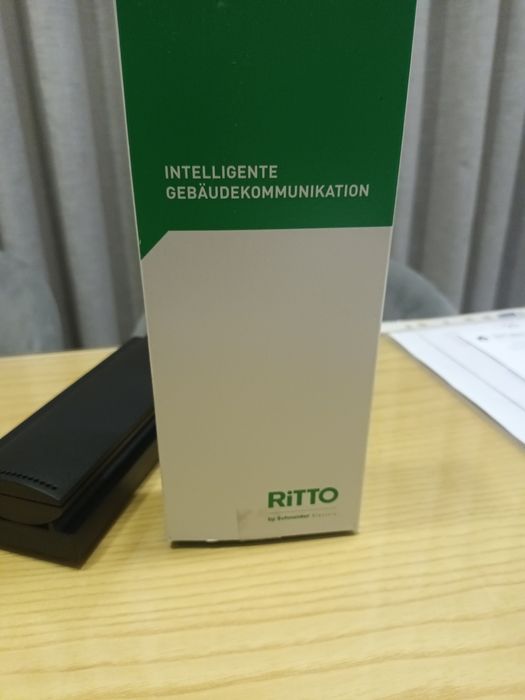 INTELLIGENTE
GEBÄUDEKOMMUNIKATION
RiTTO
by Schneider Electric